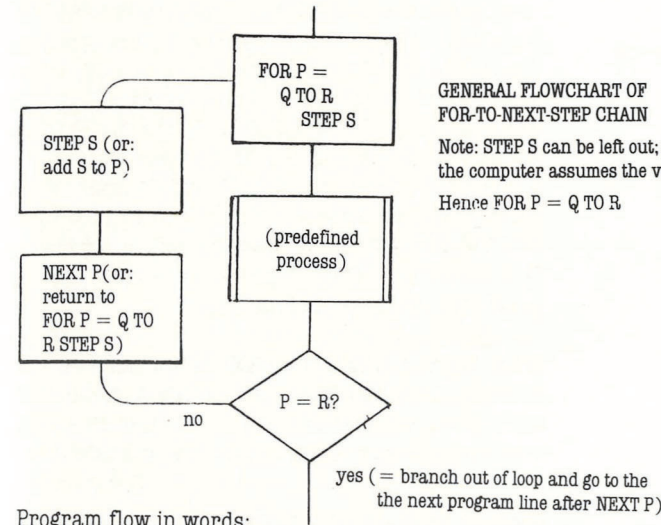 FOR P =
Q TO R
STEP S
GENERAL FLOWCHART OF
FOR-TO-NEXT-STEP CHAIN
Note: STEP S can be left out;
the computer assumes the
Hence FOR P = Q TO R
STEP S (or:
add S to P)
(predefined
process)
NEXT P(or:
return to
FOR P = Q TO
R STEP S)
P = R?
no
yes ( = branch out of loop and go to the
the next program line after NEXT P)
Program flow in words: